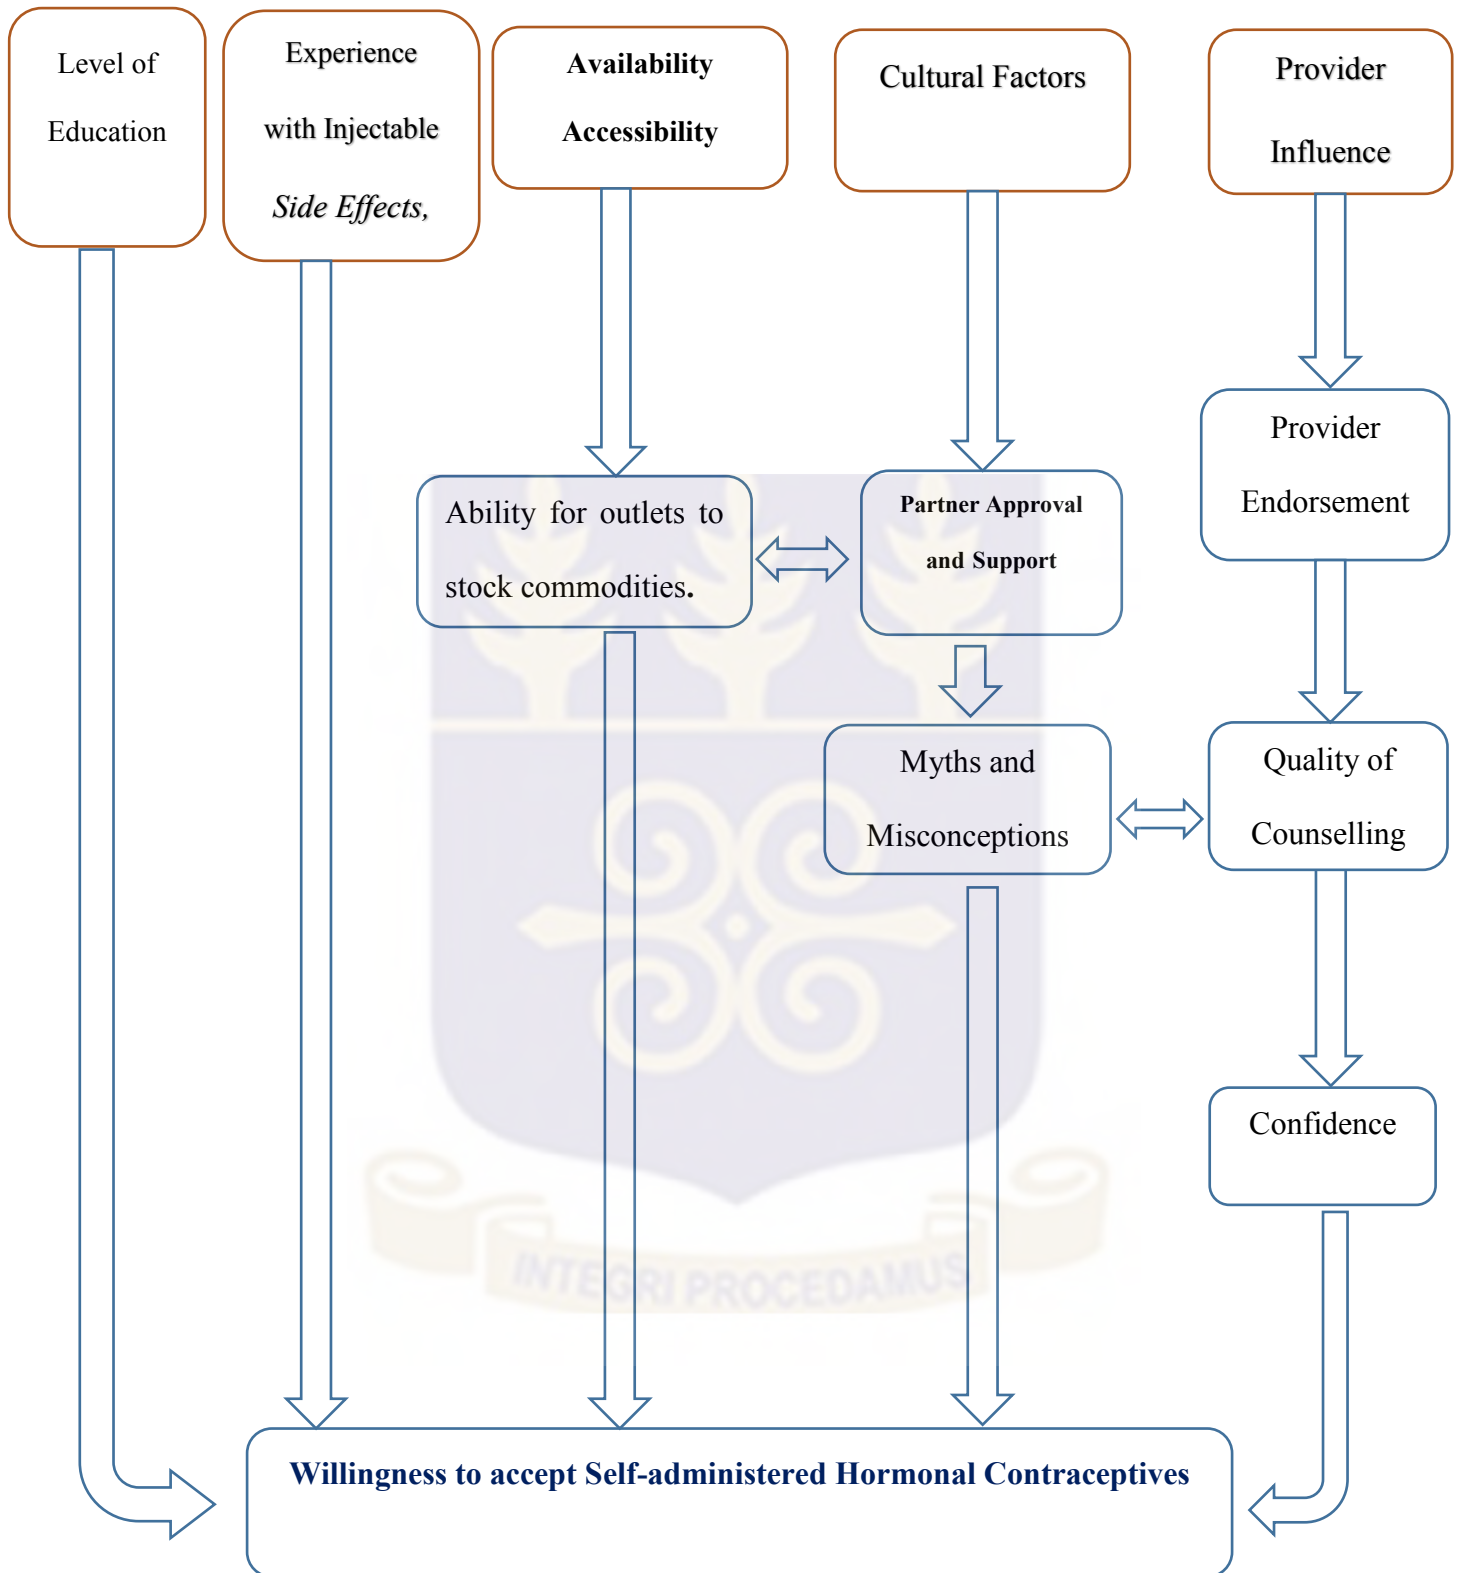 Level of
Education
Experience
with Injectable
Side Effects,
Availability
Accessibility
Cultural Factors
Provider
Influence
Provider
Endorsement
Ability for outlets to
stock commodities.
Partner Approval
and Support
Myths and
Misconceptions
Quality of
Counselling
Confidence
INTEGRI PROCEDAMUS
Willingness to accept Self-administered Hormonal Contraceptives